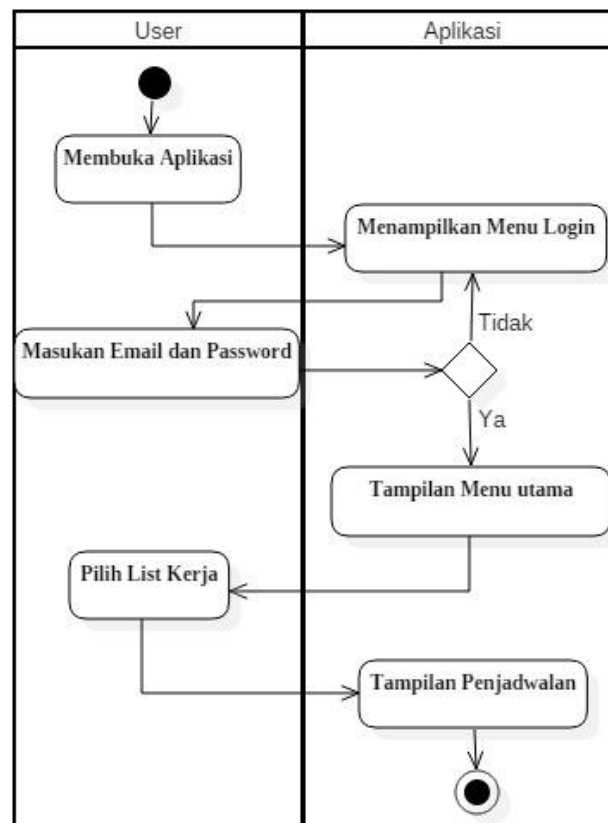 User
Aplikasi
Membuka Aplikasi
Menampilkan Menu Login
Tidak
Masukan Email dan Password
Ya
Tampilan Menu utama
Pilih List Kerja
Tampilan Penjadwalan